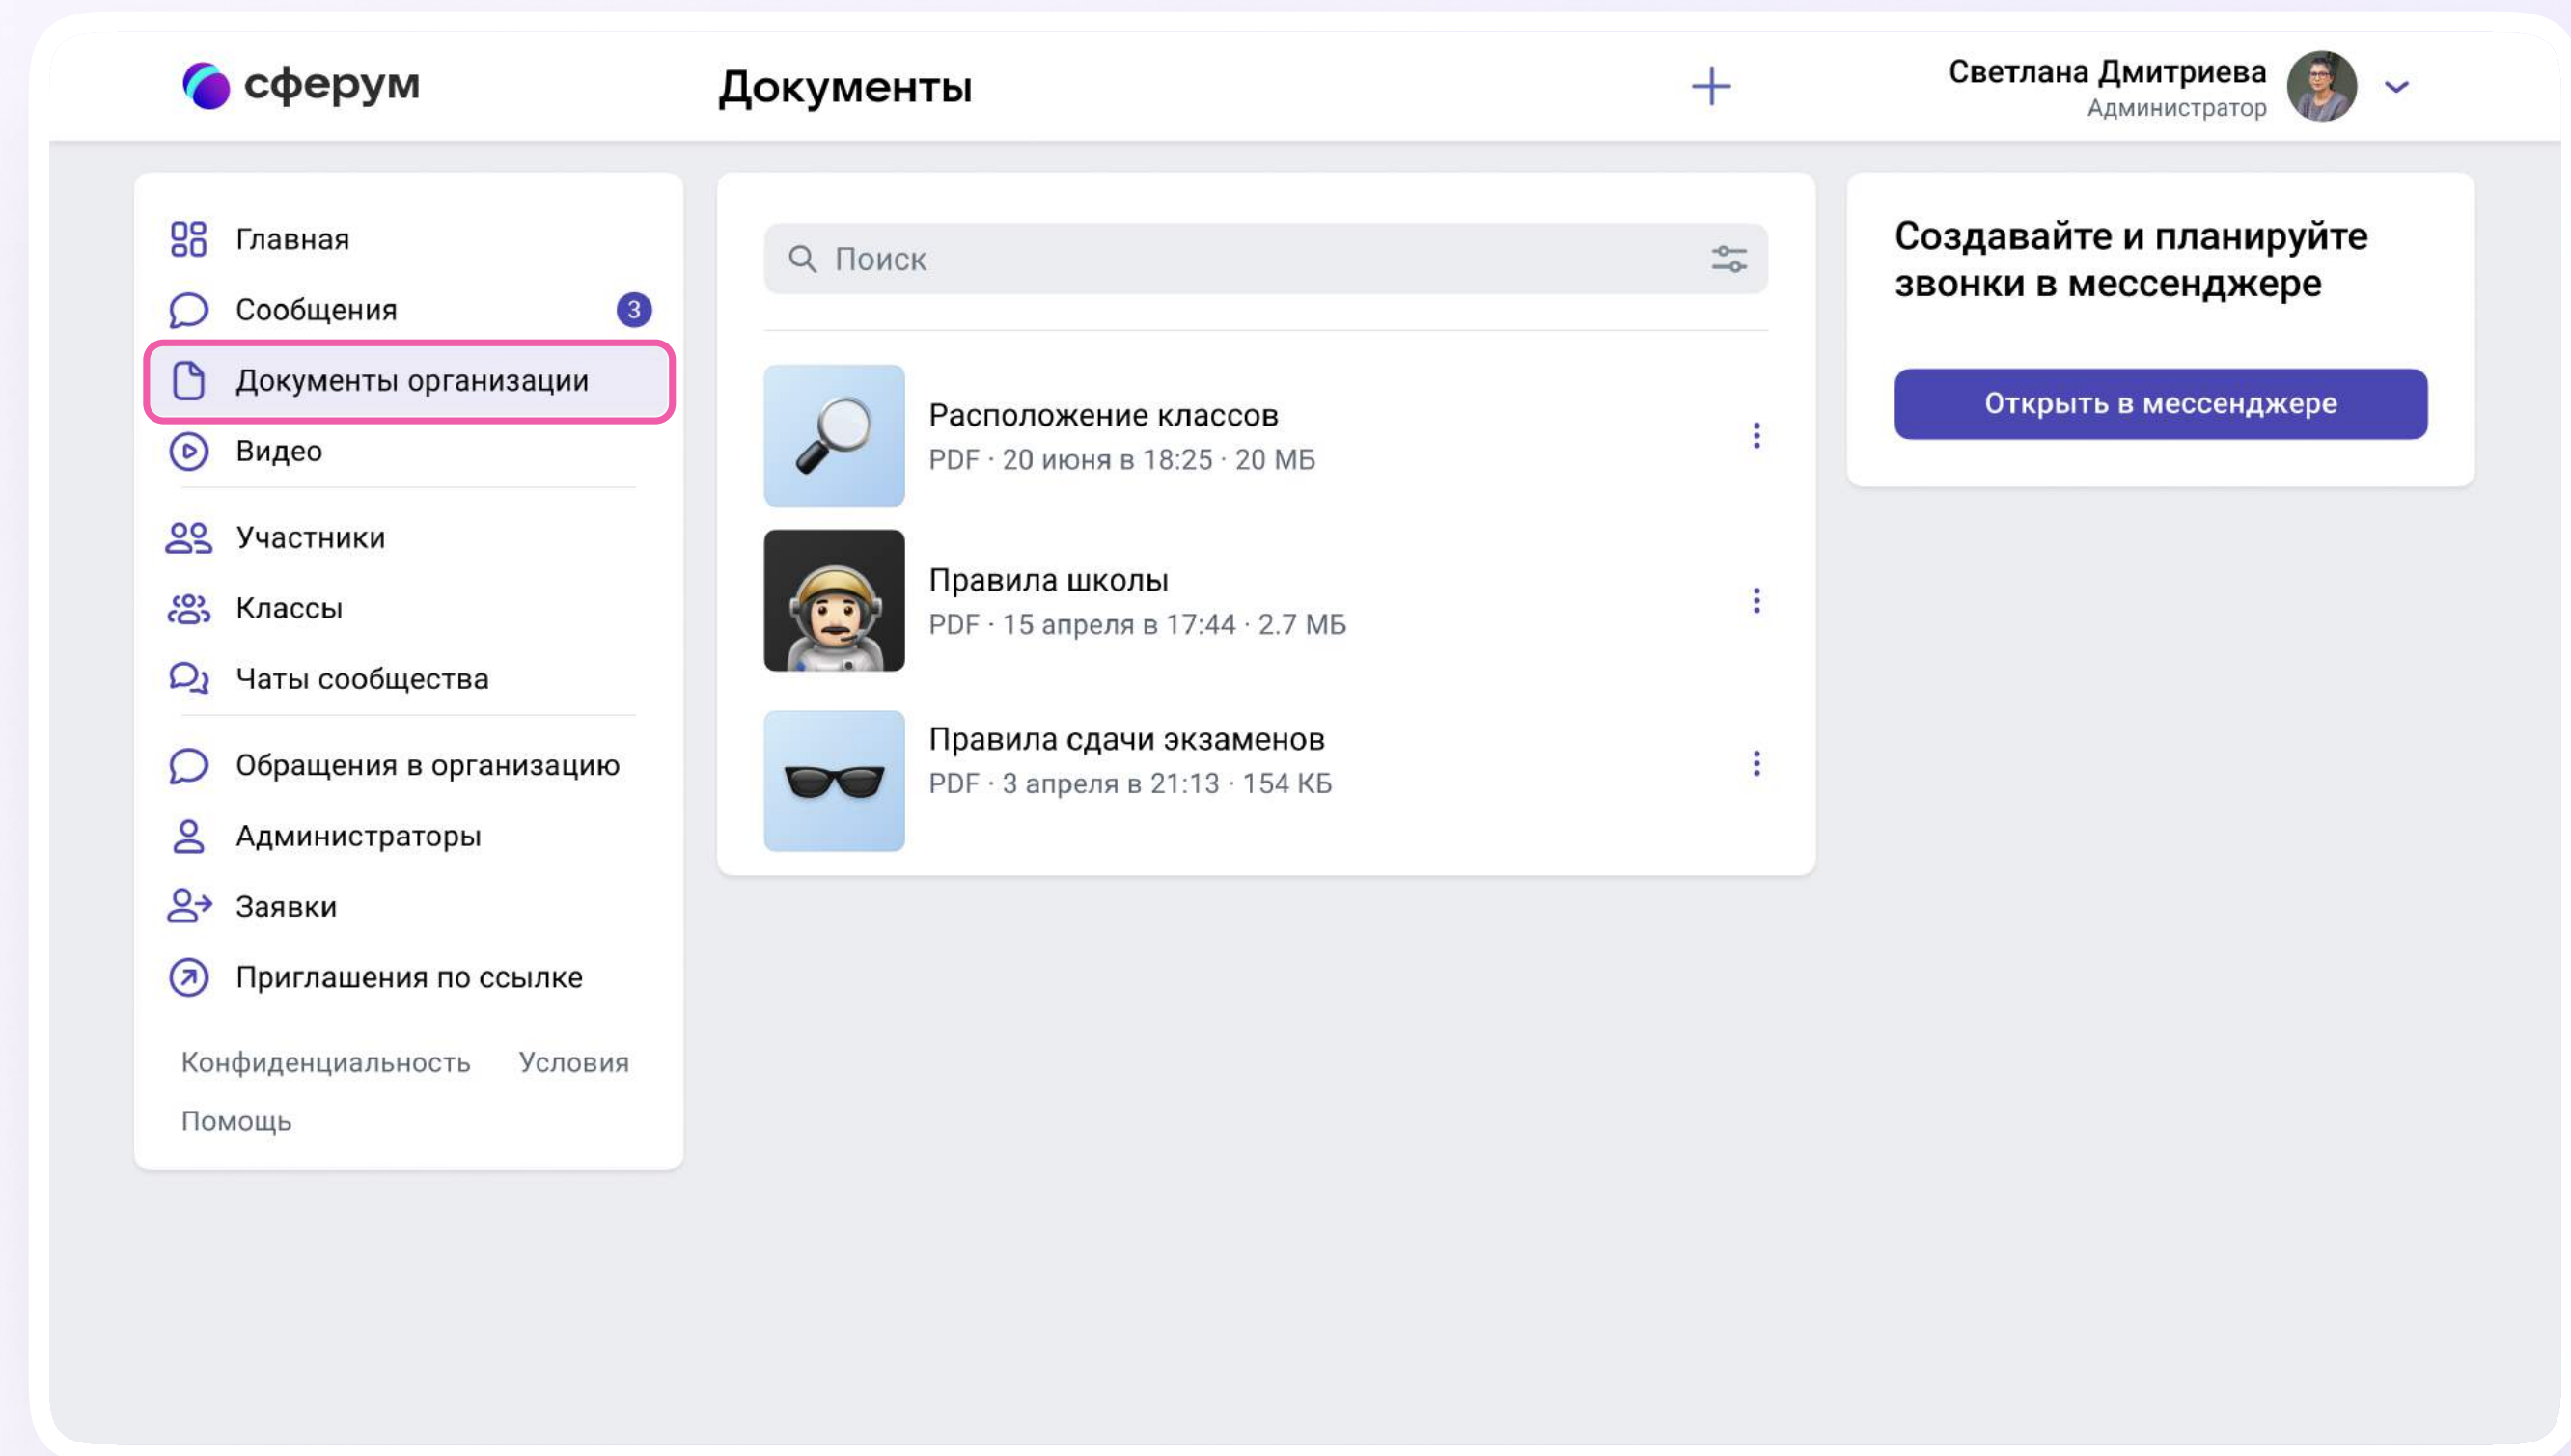 сферум
Документы
Светлана Дмитриева
Администратор
Главная
Сообщения
3
Документы организации
Видео
Участники
Классы
Чаты сообщества
Обращения в организацию
Администраторы
Заявки
Приглашения по ссылке
Конфиденциальность Условия
Помощь
Поиск
Расположение классов
PDF · 20 июня в 18:25 · 20 МБ
Правила школы
PDF · 15 апреля в 17:44 · 2.7 МБ
Правила сдачи экзаменов
PDF · 3 апреля в 21:13 · 154 КБ
Создавайте и планируйте
звонки в мессенджере
Открыть в мессенджере